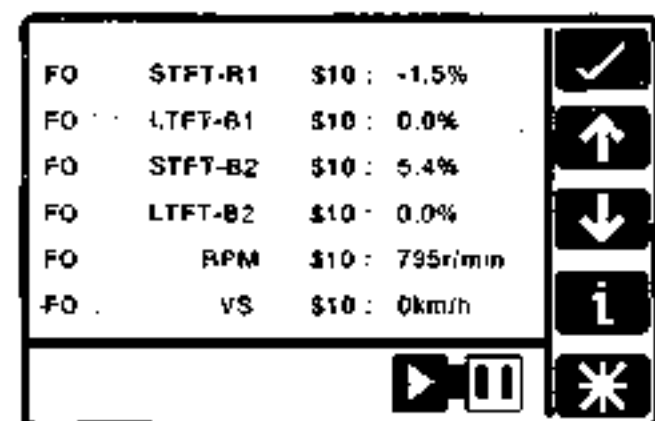 FO STFT-B1 $10 : -1.5%
FO LTFT-B1 $10 : 0.0%
FO STFT-B2 $10 : 5.4%
FO LTFT-B2 $10 : 0.0%
FO RPM $10 : 795r/min
FO VS $10 : 0km/h
i